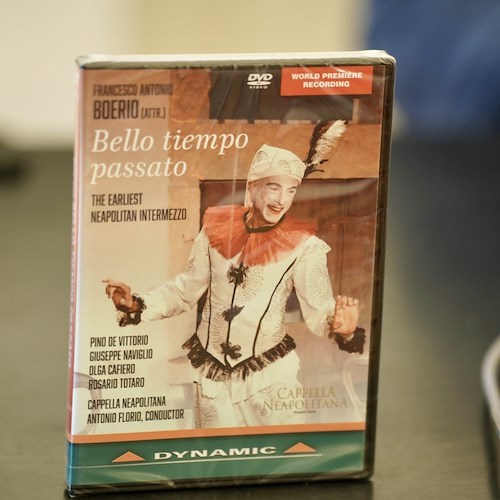 FRANCESCO ANTONIO
BOERIO [ATTR.]
DVD
VIDEO
WORLD PREMIERE
RECORDING
Bello tiempo
passato
THE EARLIEST
NEAPOLITAN INTERMEZZO
PINO DE VITTORIO
GIUSEPPE NAVIGLIO
OLGA CAFIERO
ROSARIO TOTARO
CAPPELLA NEAPOLITANA
ANTONIO FLORIO, CONDUCTOR
CAPPELLA
NEAPOLITANA
DYNAMIC